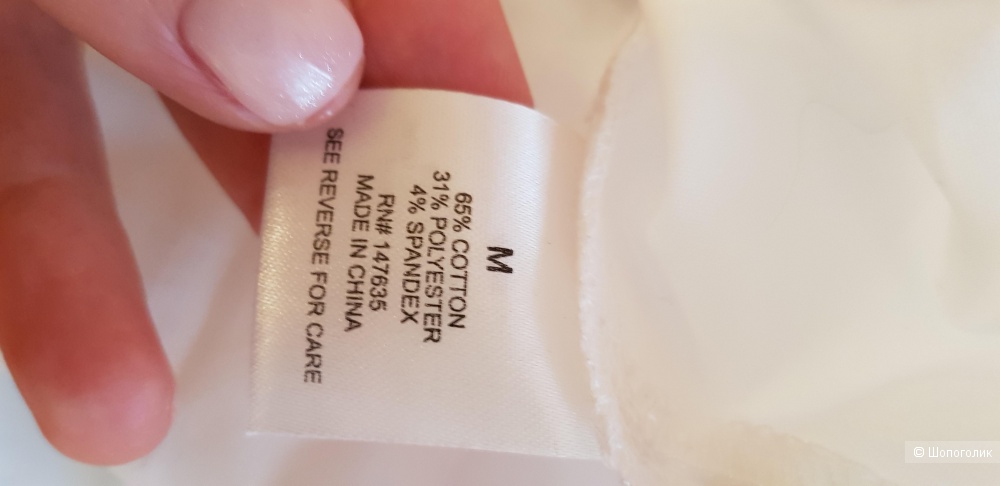 M
65% COTTON
31% POLYESTER
4% SPANDEX
RN# 147635
MADE IN CHINA
SEE REVERSE FOR CARE
© Шопоголик